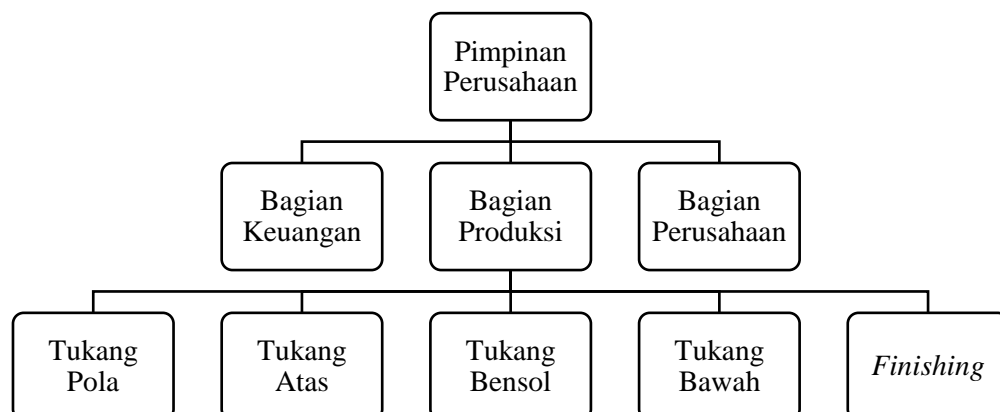 Pimpinan
Perusahaan
Bagian
Keuangan
Bagian
Produksi
Bagian
Perusahaan
Tukang
Pola
Tukang
Atas
Tukang
Bensol
Tukang
Bawah
Finishing